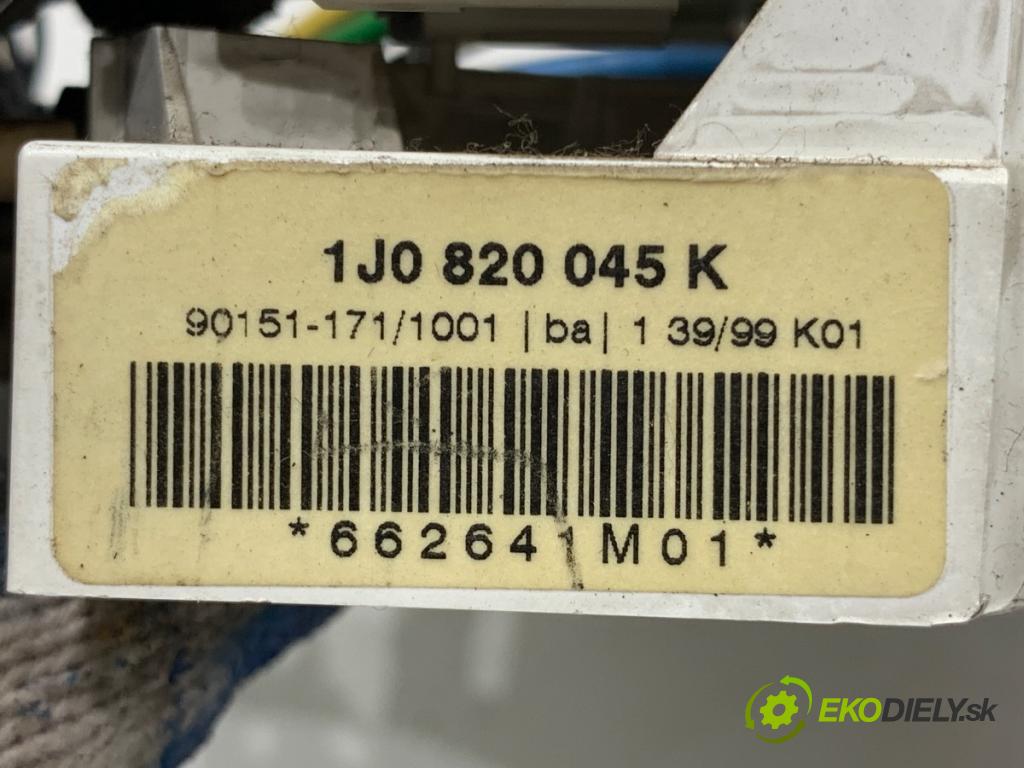 1J0 820 045 K
90151-171/1001 |ba| 1 39/99 K01
*662641M01*
EKODIELY.sk